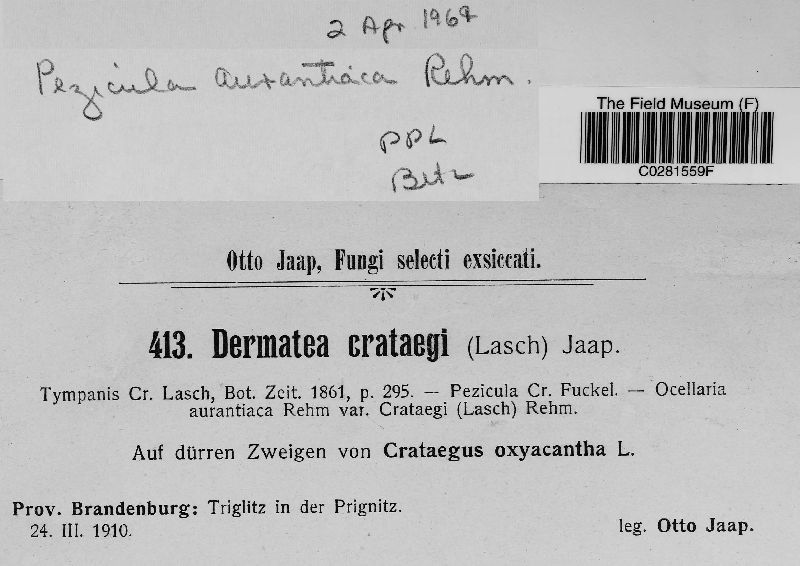 2 Apr 1969
Pezicula aurantiaca Rehm.
PPL
The Field Museum (F)
C0281559F
Otto Jaap, Fungi selecti exsiccati.
413. Dermatea crataegi (Lasch) Jaap.
Tympanis Cr. Lasch, Bot. Zeit. 1861, p. 295. — Pezicula Cr. Fuckel. — Ocellaria
aurantiaca Rehm var. Crataegi (Lasch) Rehm.
Auf dürren Zweigen von Crataegus oxyacantha L.
Prov. Brandenburg: Triglitz in der Prignitz.
24. III. 1910.
leg. Otto Jaap.